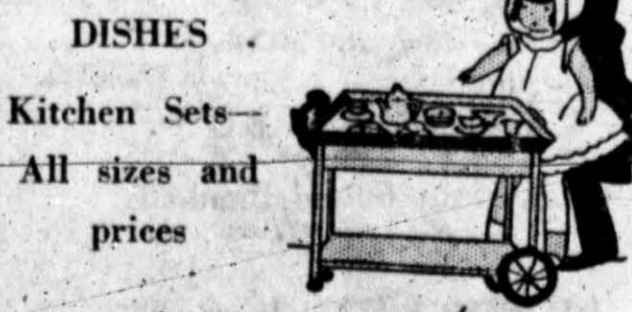 DISHES
Kitchen Sets—
All sizes and
prices